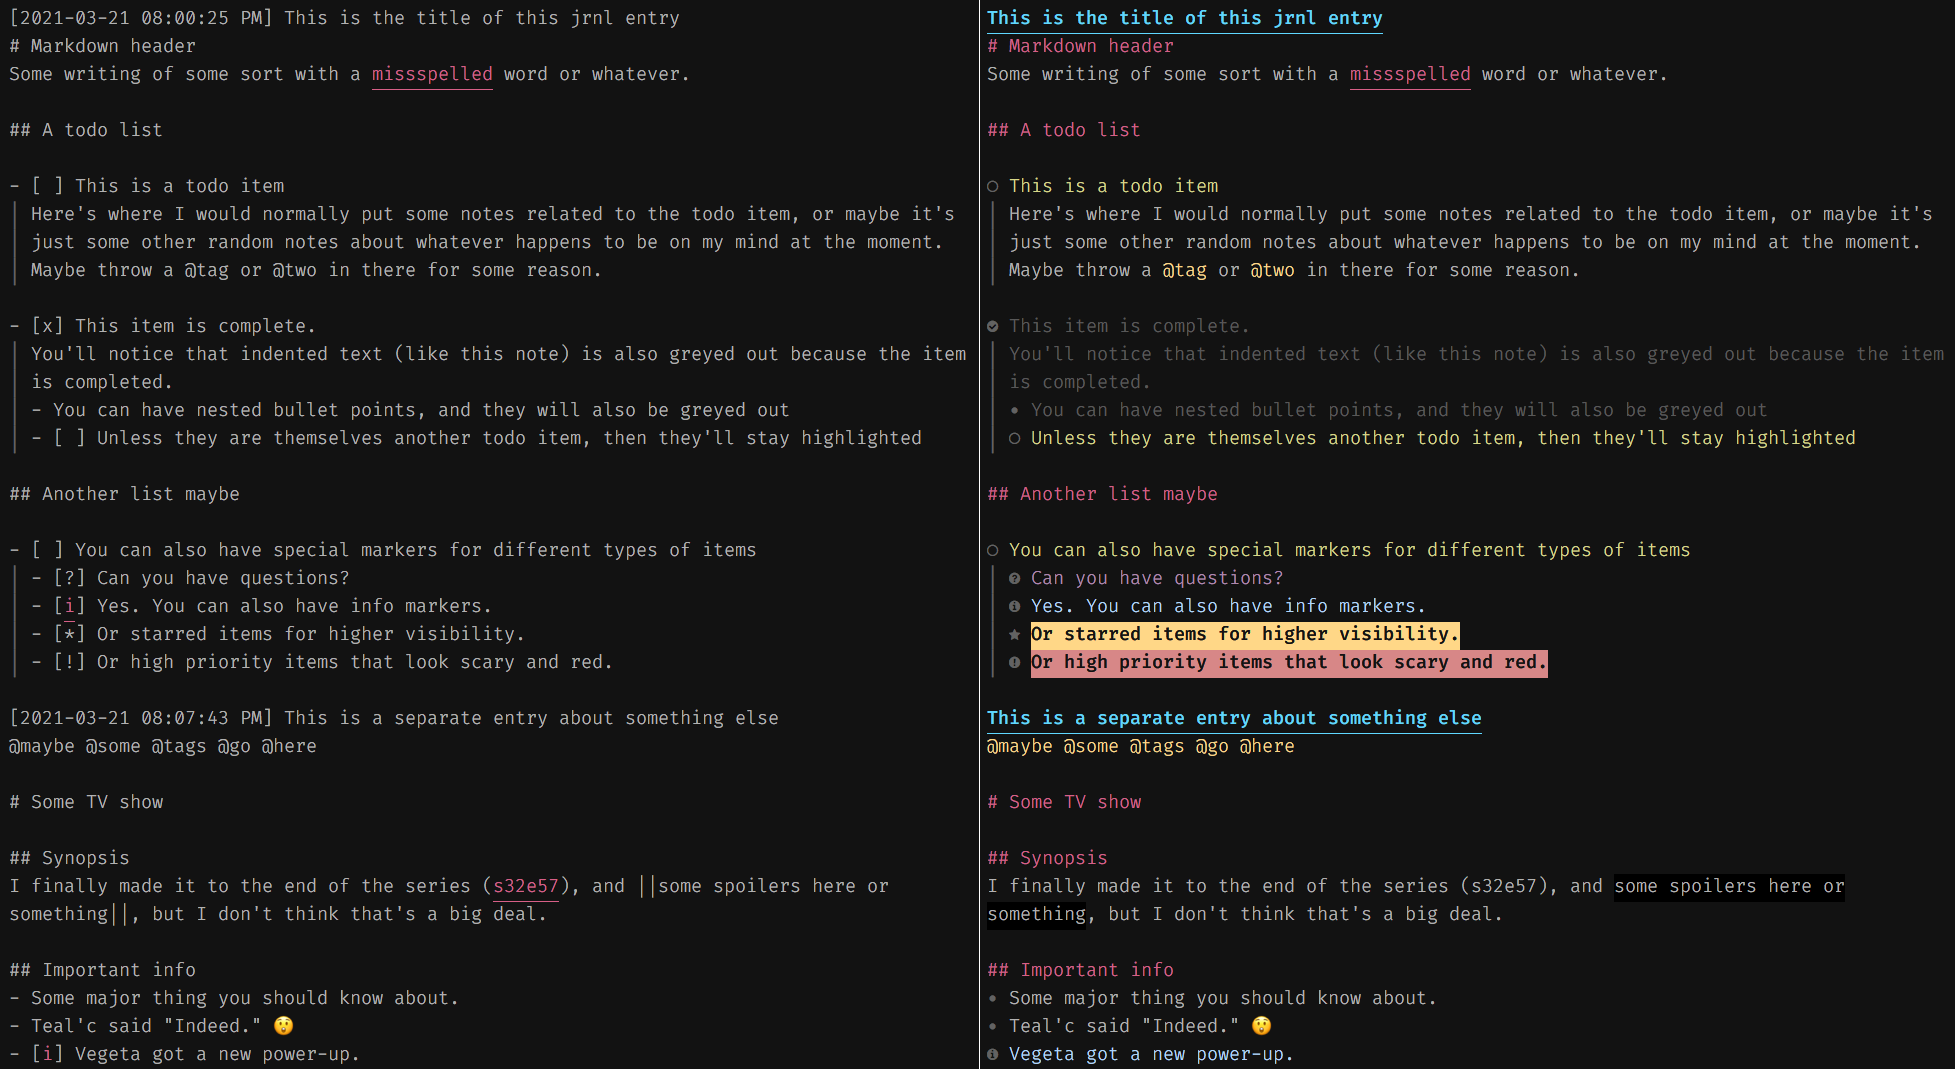 [2021-03-21 08:00:25 PM] This is the title of this jrnl entry
# Markdown header
Some writing of some sort with a missspelled word or whatever.
## A todo list
- [ ] This is a todo item
Here's where I would normally put some notes related to the todo item, or maybe it's
just some other random notes about whatever happens to be on my mind at the moment.
Maybe throw a @tag or @two in there for some reason.
- [x] This item is complete.
You'll notice that indented text (like this note) is also greyed out because the item
is completed.
- You can have nested bullet points, and they will also be greyed out
- [ ] Unless they are themselves another todo item, then they'll stay highlighted
## Another list maybe
- [ ] You can also have special markers for different types of items
- [?] Can you have questions?
- [i] Yes. You can also have info markers.
- [*] Or starred items for higher visibility.
- [!] Or high priority items that look scary and red.
[2021-03-21 08:07:43 PM] This is a separate entry about something else
@maybe @some @tags @go @here
# Some TV show
## Synopsis
I finally made it to the end of the series (s32e57), and ||some spoilers here or
something||, but I don't think that's a big deal.
## Important info
- Some major thing you should know about.
- Teal'c said "Indeed." 😲
- [i] Vegeta got a new power-up.
This is the title of this jrnl entry
# Markdown header
Some writing of some sort with a missspelled word or whatever.
## A todo list
○ This is a todo item
Here's where I would normally put some notes related to the todo item, or maybe it's
just some other random notes about whatever happens to be on my mind at the moment.
Maybe throw a @tag or @two in there for some reason.
This item is complete.
You'll notice that indented text (like this note) is also greyed out because the item
is completed.
• You can have nested bullet points, and they will also be greyed out
○ Unless they are themselves another todo item, then they'll stay highlighted
## Another list maybe
○ You can also have special markers for different types of items
Can you have questions?
Yes. You can also have info markers.
★ Or starred items for higher visibility.
Or high priority items that look scary and red.
This is a separate entry about something else
@maybe @some @tags @go @here
# Some TV show
## Synopsis
I finally made it to the end of the series (s32e57), and some spoilers here or
something, but I don't think that's a big deal.
## Important info
• Some major thing you should know about.
• Teal'c said "Indeed." 😲
Vegeta got a new power-up.